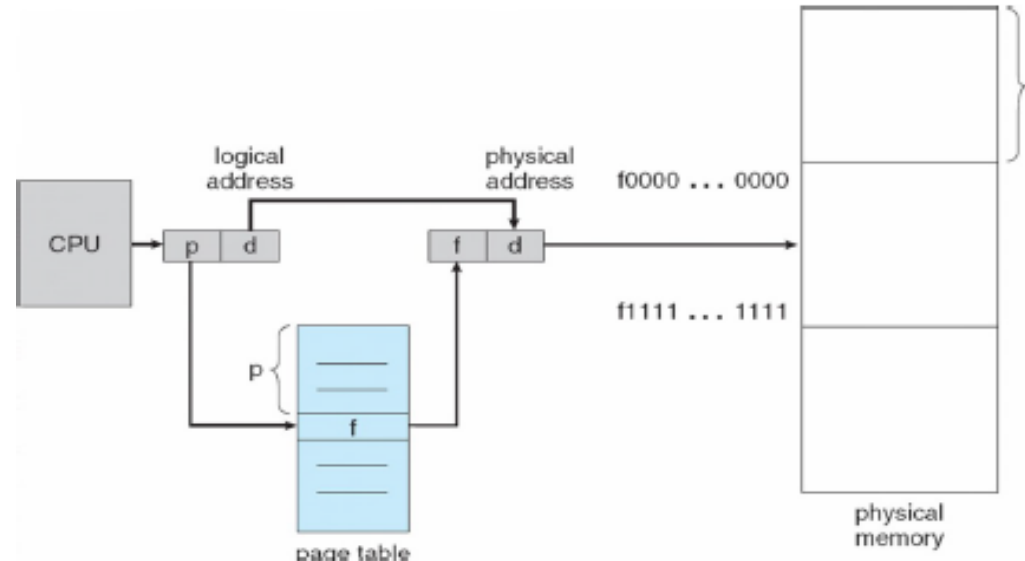 logical
address
physical
address
f0000 ... 0000
CPU
p
d
f
d
f1111 ... 1111
p
f
page table
physical
memory